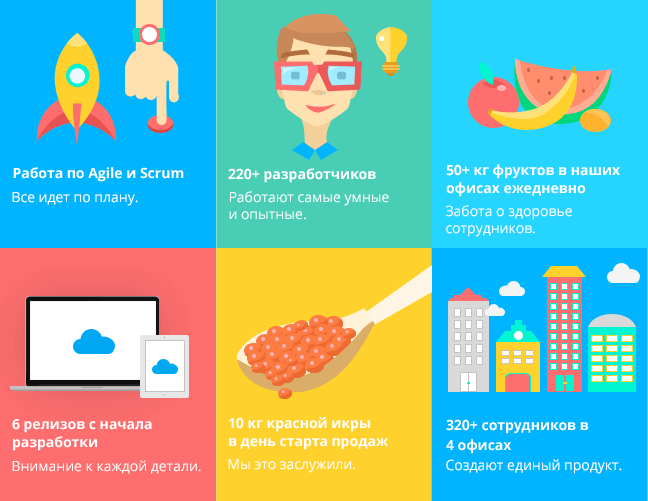 Работа по Agile и Scrum
Все идет по плану.
220+ разработчиков
Работают самые умные
и опытные.
50+ кг фруктов в наших
офисах ежедневно
Забота о здоровье
сотрудников.
6 релизов с начала
разработки
Внимание к каждой детали.
10 кг красной икры
в день старта продаж
Мы это заслужили.
320+ сотрудников в
4 офисах
Создают единый продукт.